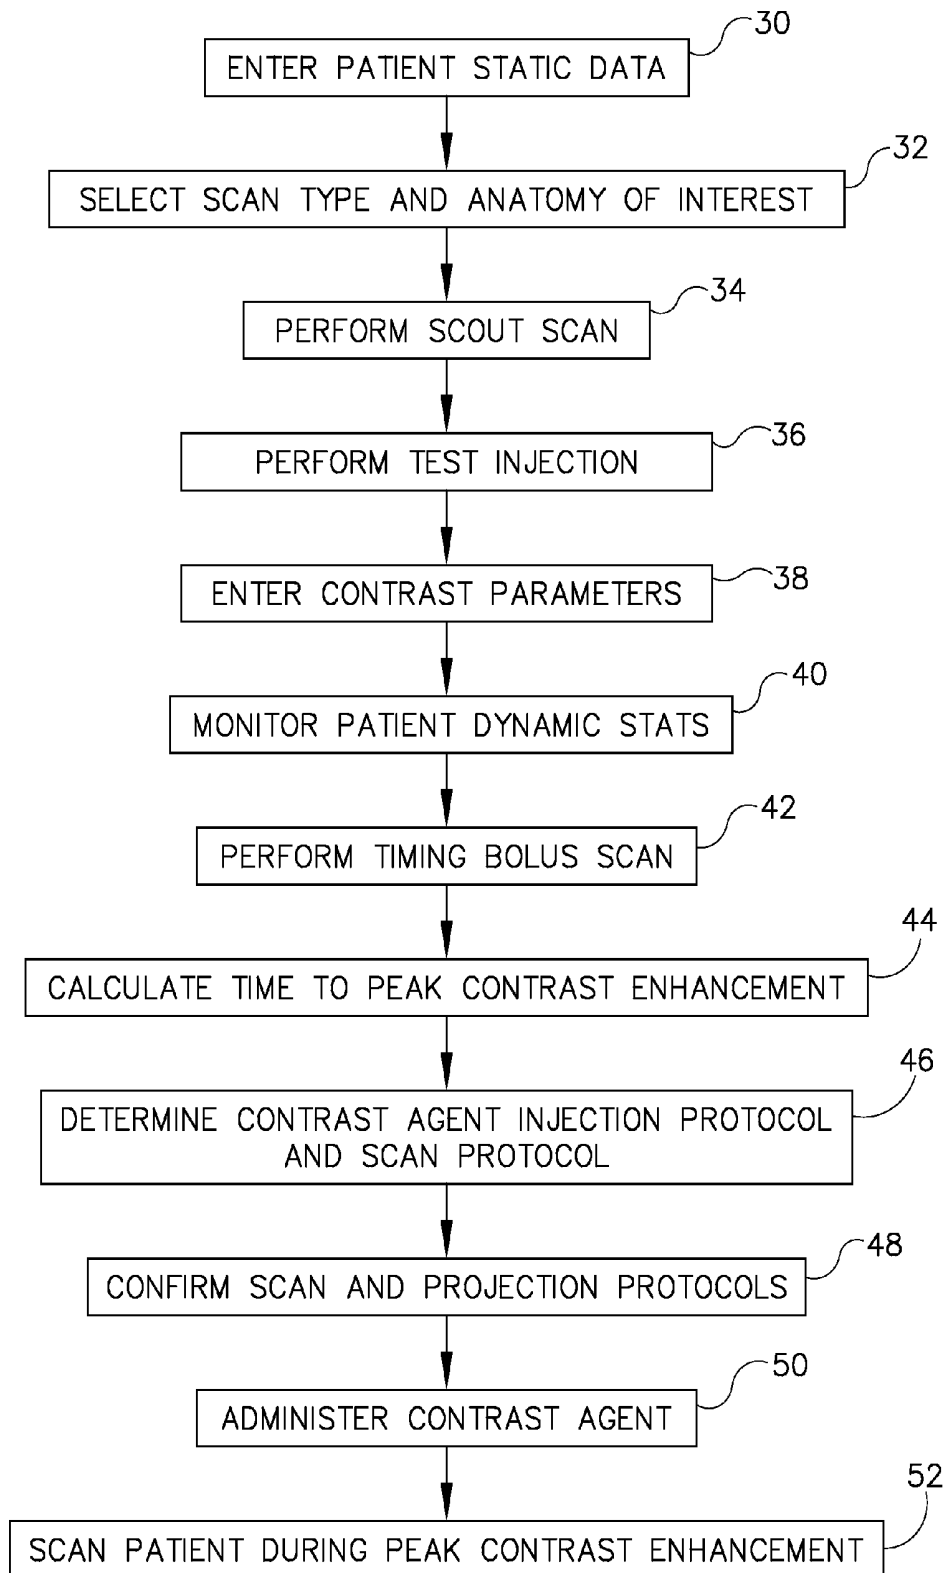 30
ENTER PATIENT STATIC DATA
32
SELECT SCAN TYPE AND ANATOMY OF INTEREST
34
PERFORM SCOUT SCAN
36
PERFORM TEST INJECTION
38
ENTER CONTRAST PARAMETERS
40
MONITOR PATIENT DYNAMIC STATS
42
PERFORM TIMING BOLUS SCAN
44
CALCULATE TIME TO PEAK CONTRAST ENHANCEMENT
46
DETERMINE CONTRAST AGENT INJECTION PROTOCOL
AND SCAN PROTOCOL
48
CONFIRM SCAN AND PROJECTION PROTOCOLS
50
ADMINISTER CONTRAST AGENT
52
SCAN PATIENT DURING PEAK CONTRAST ENHANCEMENT